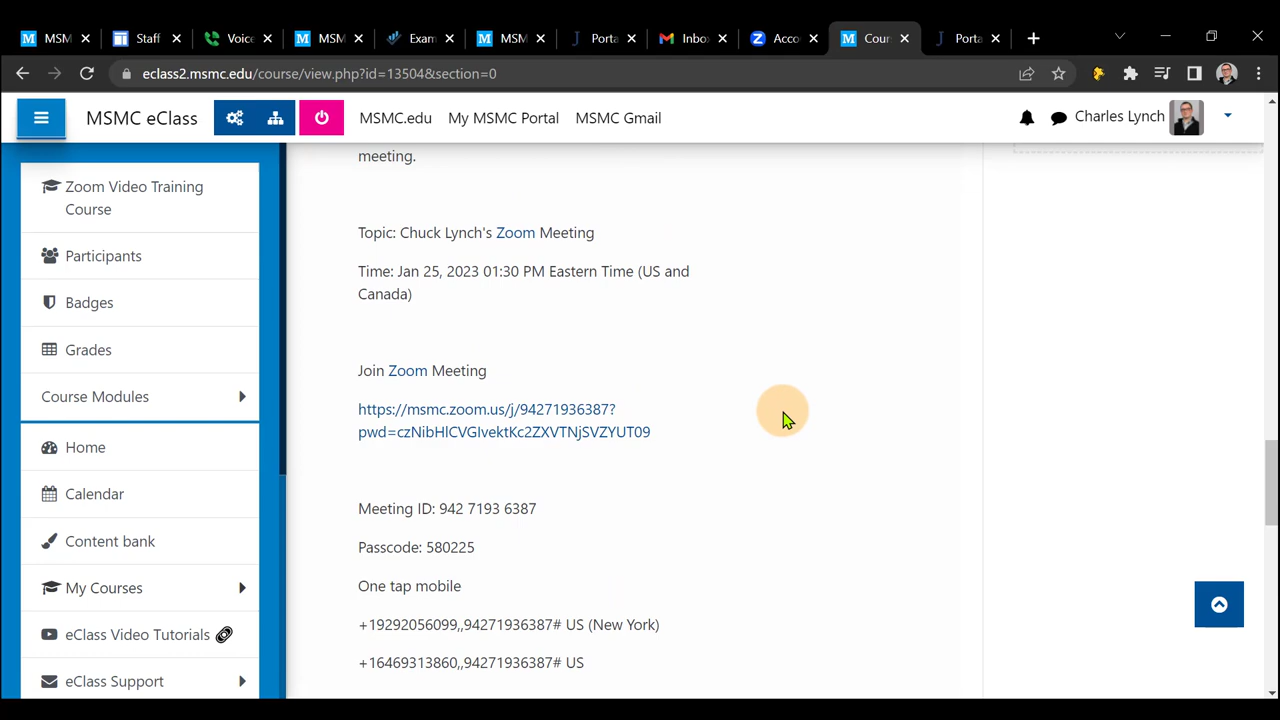 MSM
Staff
Voice
MSM
Exam
MSM
Porta
Inbox
Acco
Cour
Porta
eclass2.msmc.edu/course/view.php?id=13504&section=0
MSMC eClass
MSMC.edu
My MSMC Portal
MSMC Gmail
Charles Lynch
Zoom Video Training
Course
Participants
Badges
Grades
Course Modules
Home
Calendar
Content bank
My Courses
eClass Video Tutorials
eClass Support
meeting.
Topic: Chuck Lynch's Zoom Meeting
Time: Jan 25, 2023 01:30 PM Eastern Time (US and
Canada)
Join Zoom Meeting
https://msmc.zoom.us/j/94271936387?
pwd=czNibHlCVGIvektKc2ZXVTNjSVZYUT09
Meeting ID: 942 7193 6387
Passcode: 580225
One tap mobile
+19292056099,,94271936387# US (New York)
+16469313860,,94271936387# US